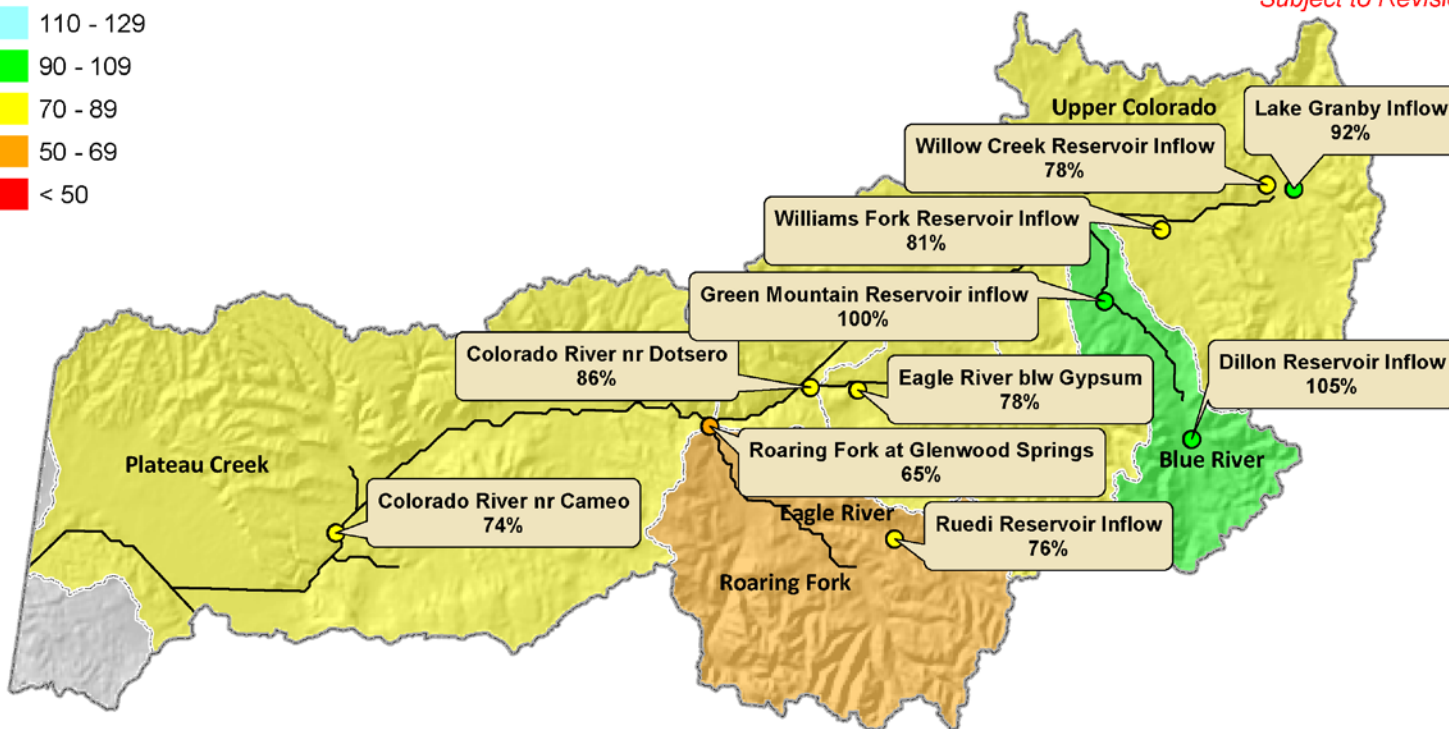 110 - 129
90 - 109
70 - 89
50 - 69
< 50
Subject to
Upper Colorado
Lake Granby Inflow
92%
Willow Creek Reservoir Inflow
78%
Williams Fork Reservoir Inflow
81%
Green Mountain Reservoir inflow
100%
Colorado River nr Dotsero
86%
Eagle River blw Gypsum
78%
Dillon Reservoir Inflow
105%
Roaring Fork at Glenwood Springs
65%
Blue River
Plateau Creek
Colorado River nr Cameo
74%
Eagle River
Ruedi Reservoir Inflow
76%
Roaring Fork